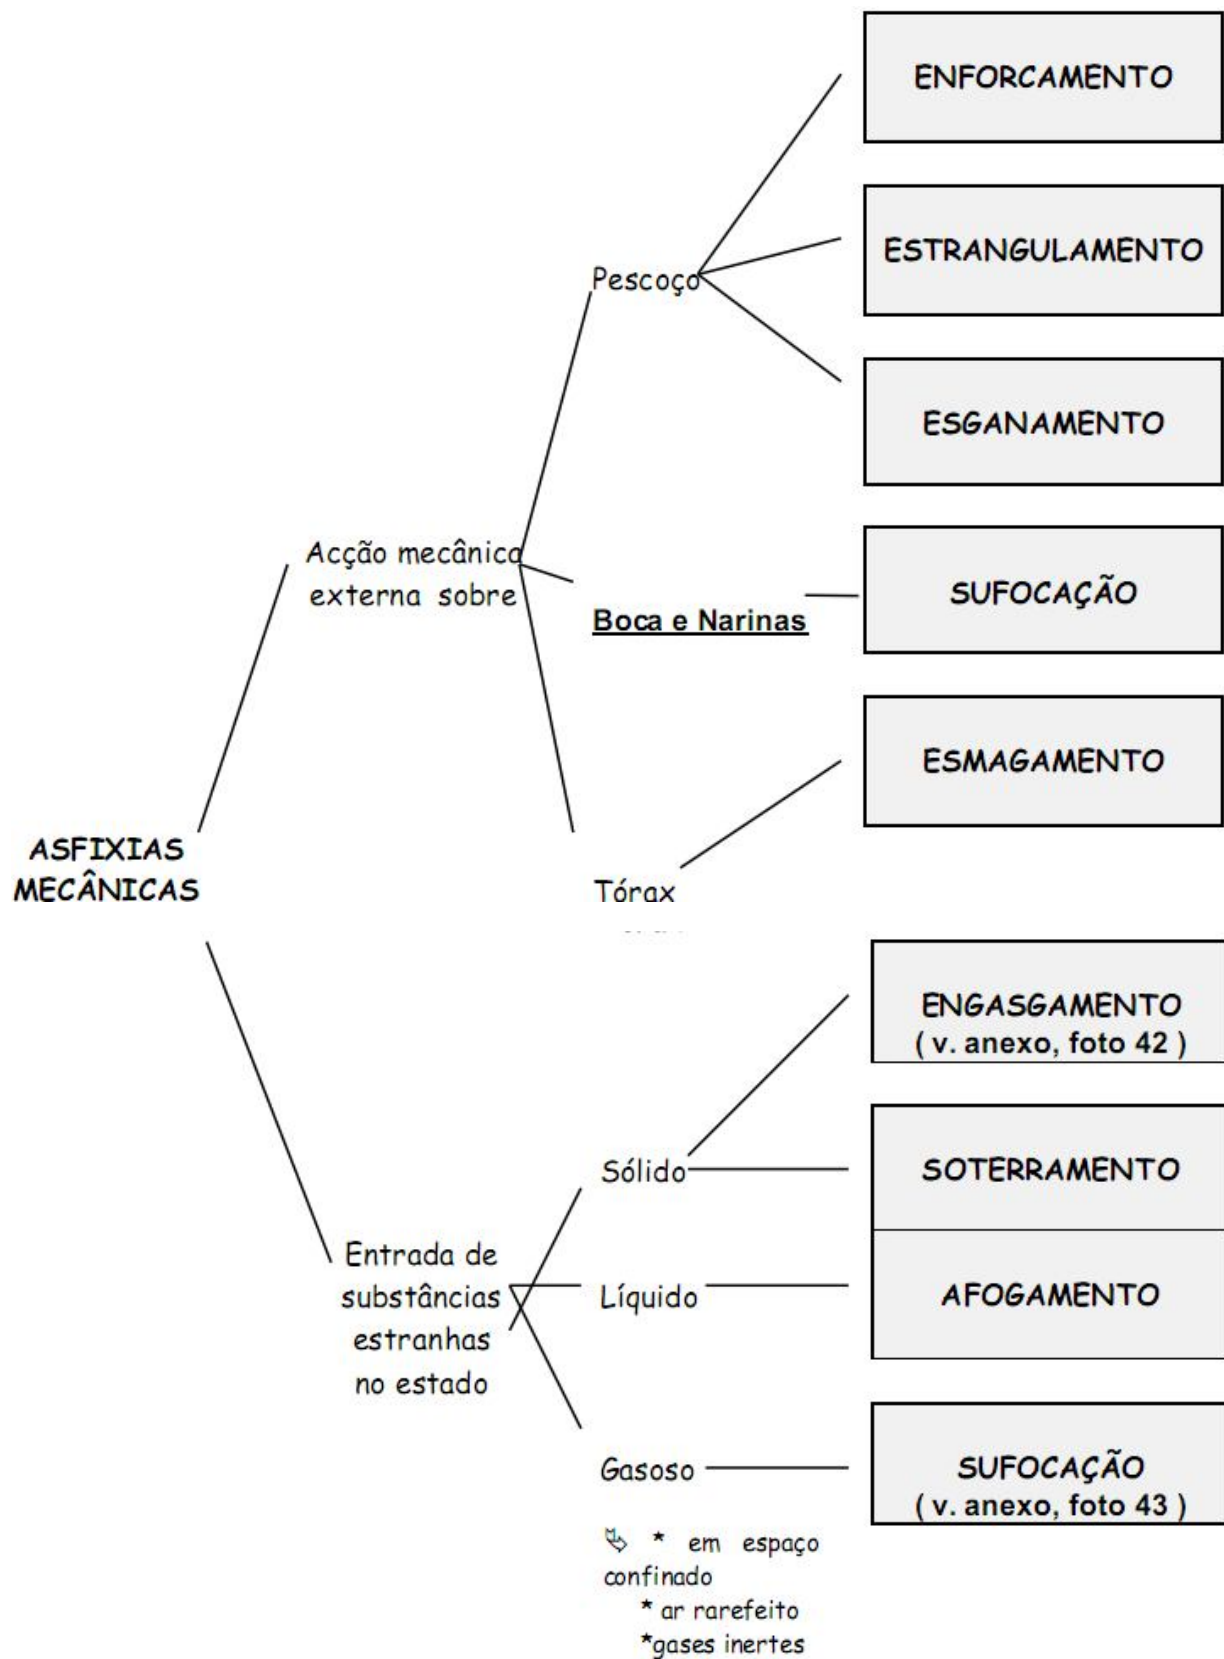 ENFORCAMENTO
ESTRANGULAMENTO
Pescoço
ESGANAMENTO
Acção mecânica
externa sobre
Boca e Narinas
SUFOCAÇÃO
ESMAGAMENTO
ASFIXIAS
MECÂNICAS
Tórax
ENGASGAMENTO
( v. anexo, foto 42 )
Sólido
SOTERRAMENTO
Entrada de
substâncias
estranhas
no estado
Líquido
AFOGAMENTO
Gasoso
SUFOCAÇÃO
( v. anexo, foto 43 )
* em espaço
confinado
* ar rarefeito
*gases inertes